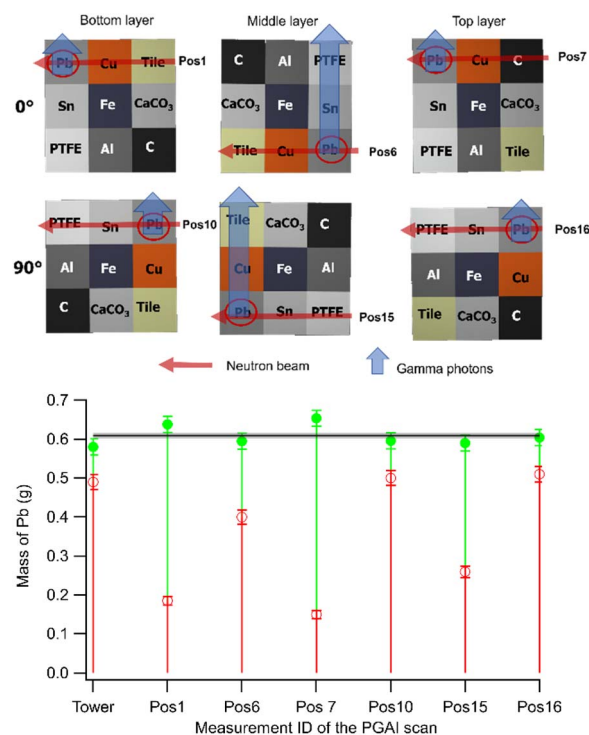 Bottom layer Middle layer Top layer
Pb Cu Tile Pos1 C Al PTFE Pb Cu C Pos7
0° Sn Fe CaCO₃ CaCO₃ Fe Sn Sn Fe CaCO₃
PTFE Al C Tile Cu Pb Pos6 PTFE Al Tile
PTFE Sn Pb Pos10 Tile CaCO₃ C PTFE Sn Pb Pos16
90° Al Fe Cu Cu Fe Al Al Fe Cu
C CaCO₃ Tile Pb Sn PTFE Pos15 Tile CaCO₃ C
Neutron beam Gamma photons
0.7
0.6
0.5
0.4
0.3
0.2
0.1
0.0
Mass of Pb (g)
Tower Pos1 Pos6 Pos 7 Pos10 Pos15 Pos16
Measurement ID of the PGAI scan